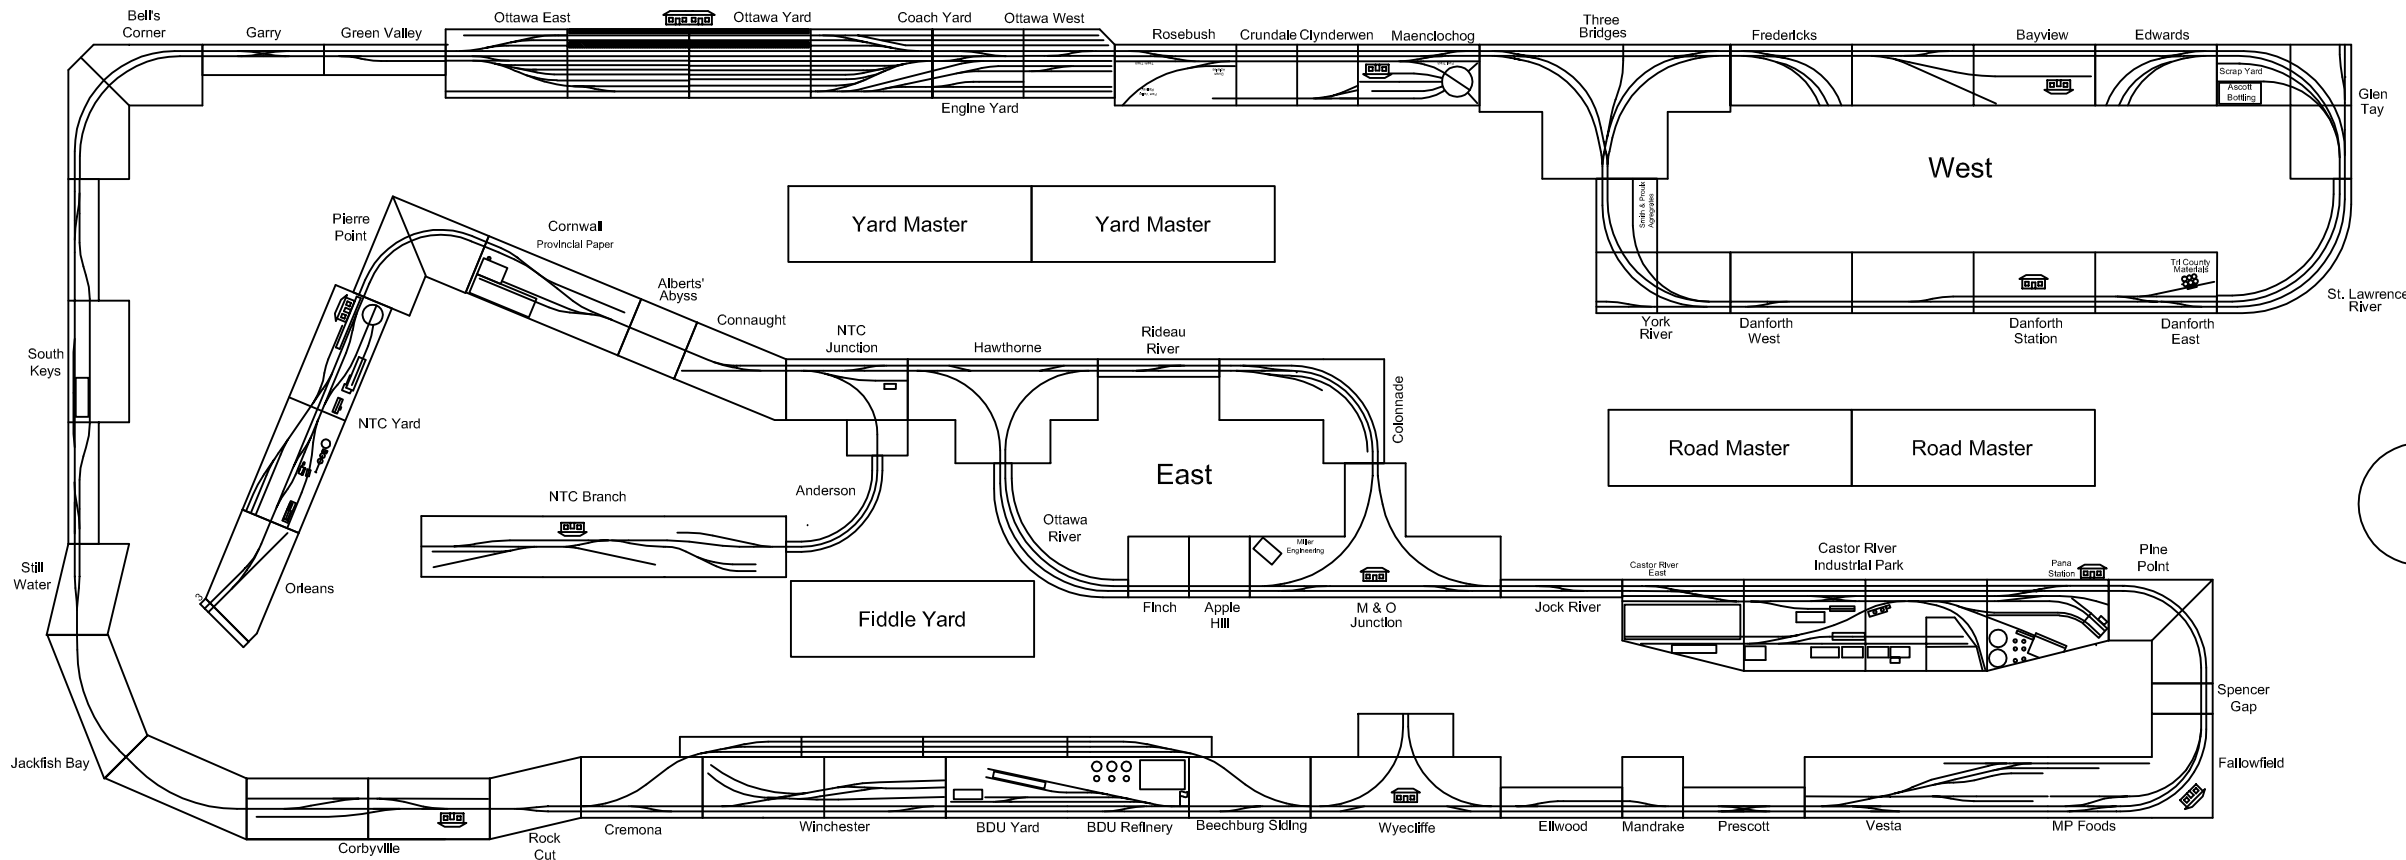 Bell's
Corner
Garry
Green Valley
Ottawa East
Ottawa Yard
Coach Yard
Ottawa West
Engine Yard
Rosebush
Crundale
Clynderwen
Maenclochog
Three
Bridges
Fredericks
Bayview
Edwards
Scrap Yard
Ascott
Bottling
Glen
Tay
West
Smith & Proulx
Agregrates
Yard Master
Yard Master
Pierre
Point
Cornwall
Provincial Paper
Alberts'
Abyss
Connaught
NTC
Junction
Hawthorne
Rideau
River
Colonnade
Tri County
Materials
St. Lawrence
River
York
River
Danforth
West
Danforth
Station
Danforth
East
South
Keys
NTC Yard
Road Master
Road Master
East
NTC Branch
Anderson
Ottawa
River
Miller
Engineering
Still
Water
Orleans
Fiddle Yard
Finch
Apple
Hill
M & O
Junction
Jock River
Castor River
East
Castor River
Industrial Park
Pana
Station
Pine
Point
Spencer
Gap
Fallowfield
Jackfish Bay
Corbyville
Rock
Cut
Cremona
Winchester
BDU Yard
BDU Refinery
Beechburg Siding
Wyecliffe
Ellwood
Mandrake
Prescott
Vesta
MP Foods